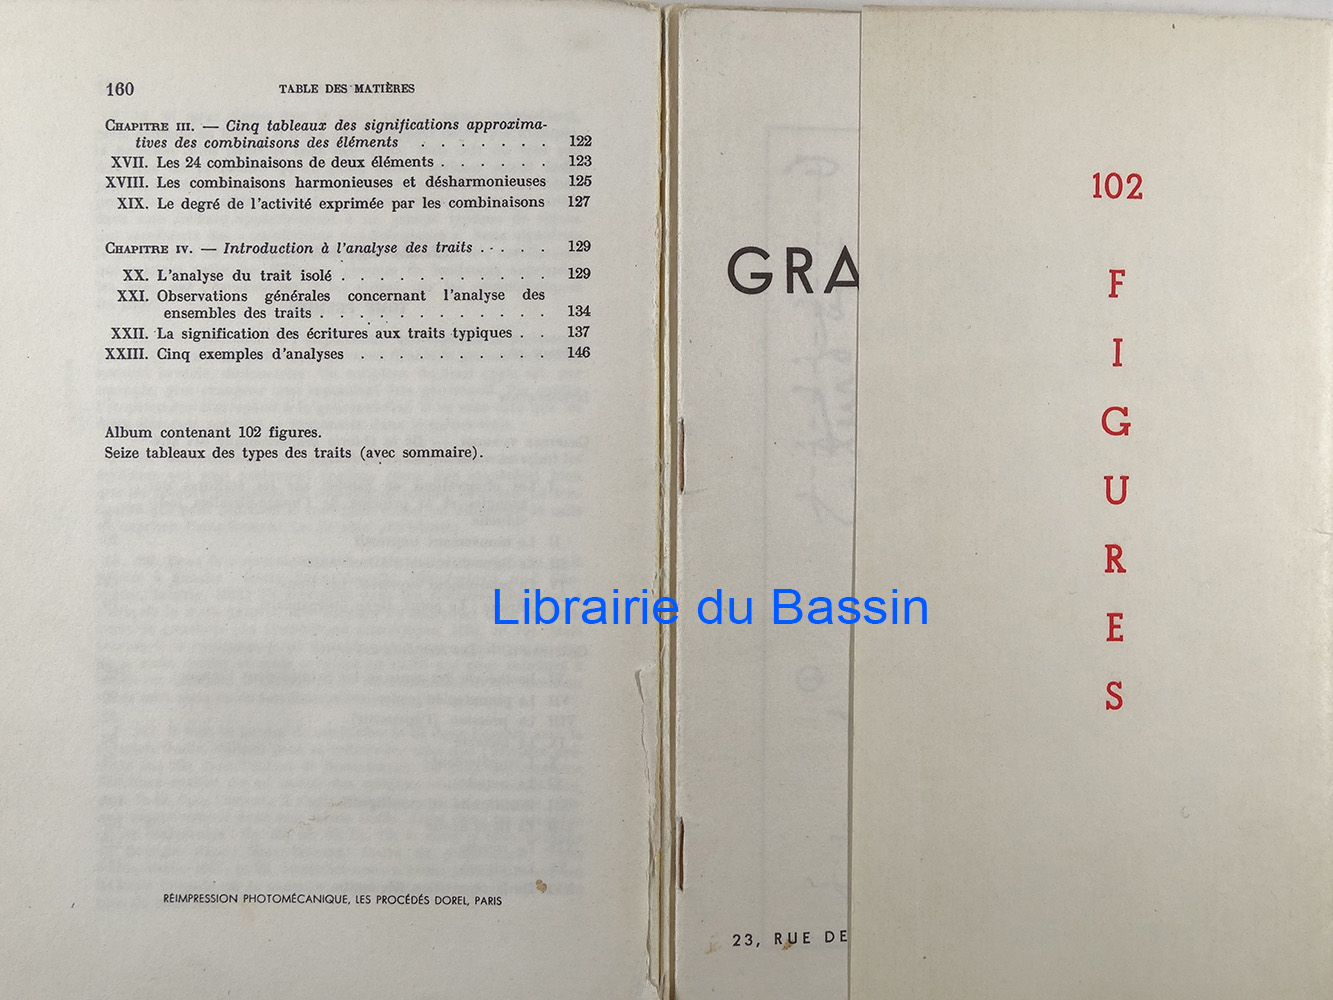 160 TABLE DES MATIÈRES
CHAPITRE III. — Cinq tableaux des significations approxima-
tives des combinaisons des éléments . . . . . . . 122
XVII. Les 24 combinaisons de deux éléments . . . . . . 123
XVIII. Les combinaisons harmonieuses et désharmonieuses 125
XIX. Le degré de l'activité exprimée par les combinaisons 127
CHAPITRE IV. — Introduction à l'analyse des traits . . . . . 129
XX. L'analyse du trait isolé . . . . . . . . . . . 129
XXI. Observations générales concernant l'analyse des
ensembles des traits . . . . . . . . . . . . 134
XXII. La signification des écritures aux traits typiques . . 137
XXIII. Cinq exemples d'analyses . . . . . . . . . . 146
Album contenant 102 figures.
Seize tableaux des types des traits (avec sommaire).
RÉIMPRESSION PHOTOMÉCANIQUE, LES PROCÉDÉS DOREL, PARIS
GRA
23, RUE DE
102
F
I
G
U
R
E
S
Librairie du Bassin